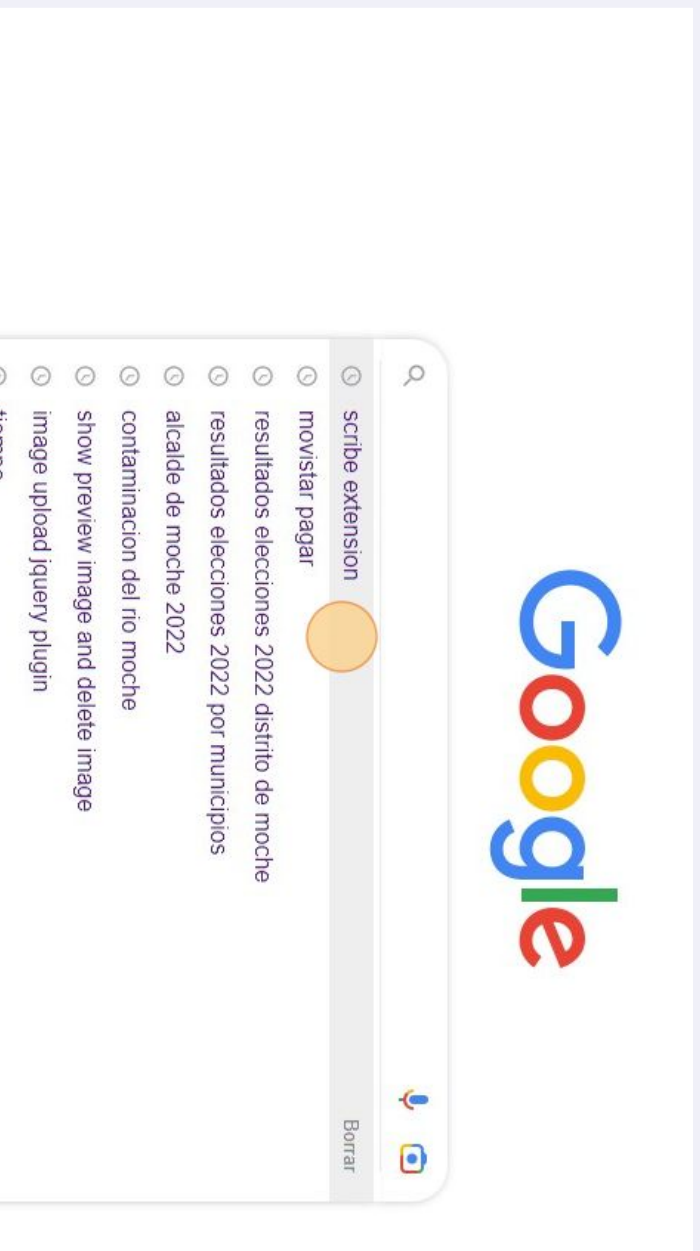 Google
scribe extension Borrar
movistar pagar
resultados elecciones 2022 distrito de moche
resultados elecciones 2022 por municipios
alcalde de moche 2022
contaminacion del rio moche
show preview image and delete image
image upload jquery plugin